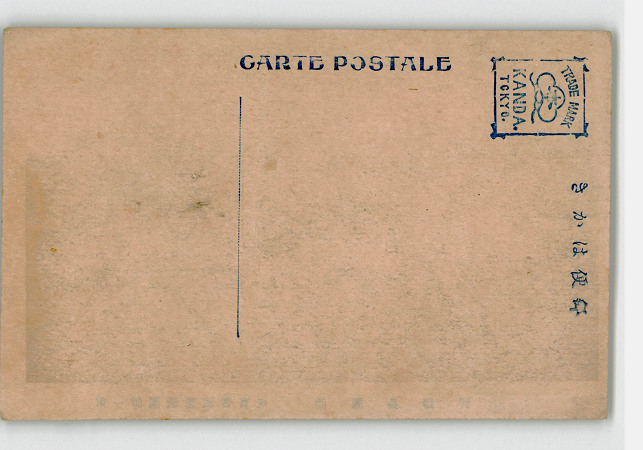 CARTE POSTALE
TRADE MARK
KANDA.
TOKYO.
きかは便郵